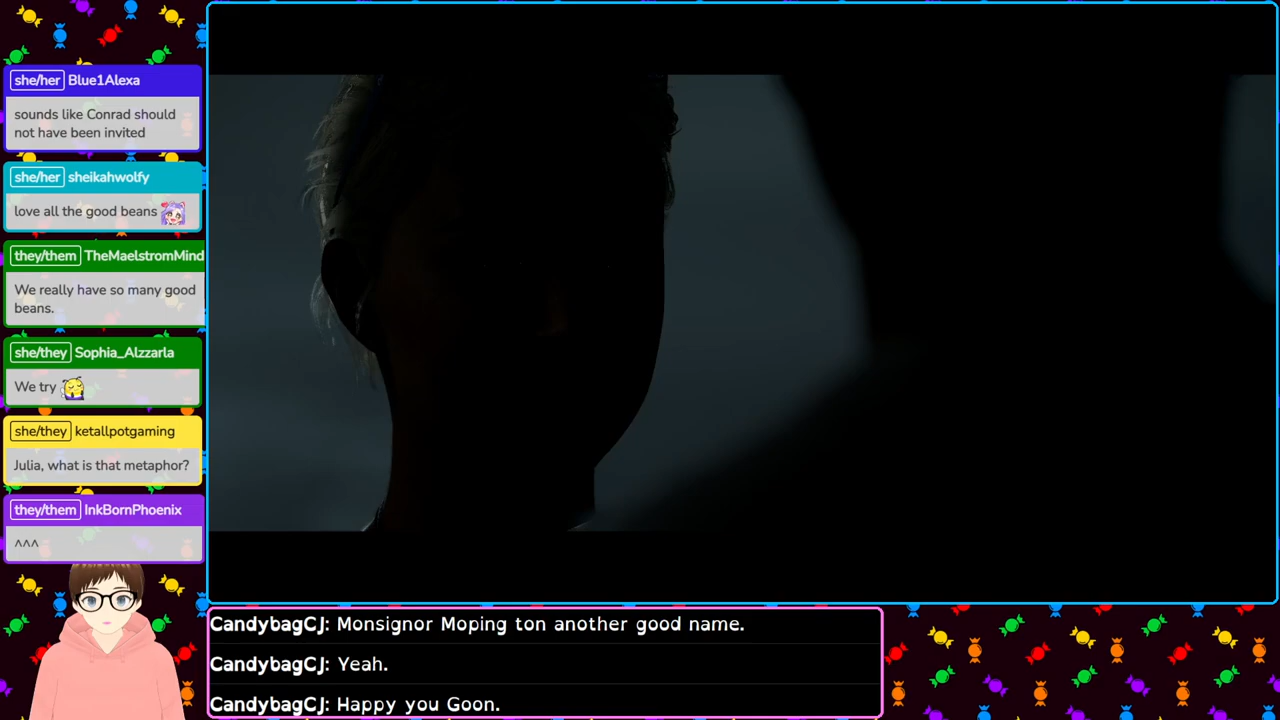 she/her Blue1Alexa
sounds like Conrad should
not have been invited
she/her sheikahwolfy
love all the good beans
they/them TheMaelstromMind
We really have so many good
beans.
she/they Sophia_Alzzarla
We try
she/they ketallpotgaming
Julia, what is that metaphor?
they/them InkBornPhoenix
^^^
CandybagCJ: Monsignor Moping ton another good name.
CandybagCJ: Yeah.
CandybagCJ: Happy you Goon.